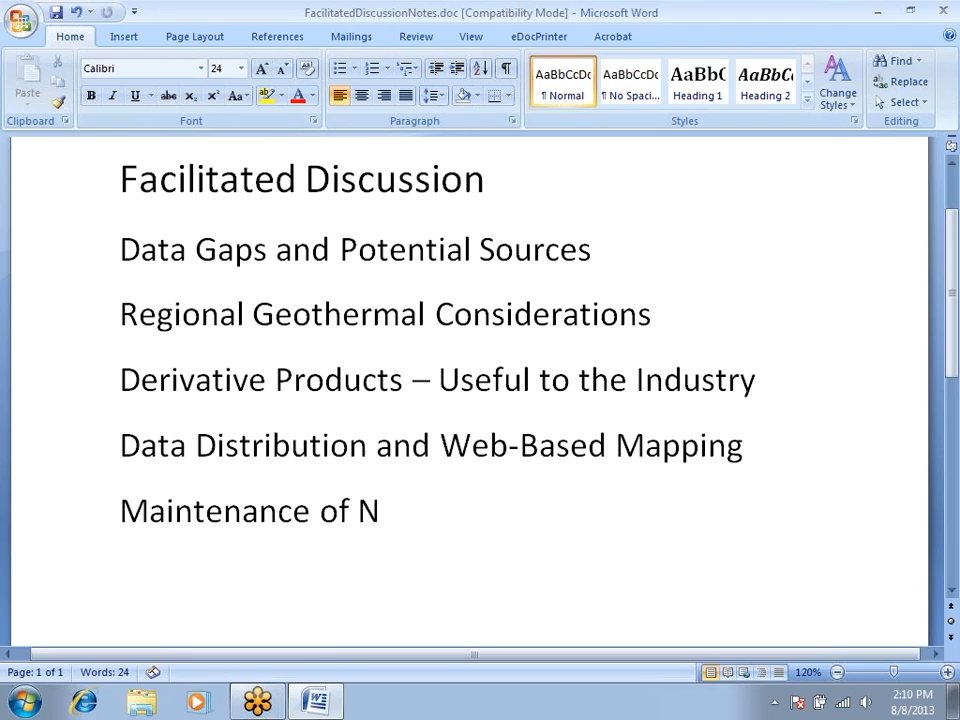 FacilitatedDiscussionNotes.doc [Compatibility Mode] - Microsoft Word
Home Insert Page Layout References Mailings Review View eDocPrinter Acrobat
Paste
Calibri 24
AaBbCcDc AaBbCcDc AaBbC AaBbC
¶ Normal ¶ No Spaci... Heading 1 Heading 2
Change Styles
Find
Replace
Select
Clipboard Font Paragraph Styles Editing
Facilitated Discussion
Data Gaps and Potential Sources
Regional Geothermal Considerations
Derivative Products – Useful to the Industry
Data Distribution and Web-Based Mapping
Maintenance of N
Page: 1 of 1 Words: 24 120%
2:10 PM
8/8/2013